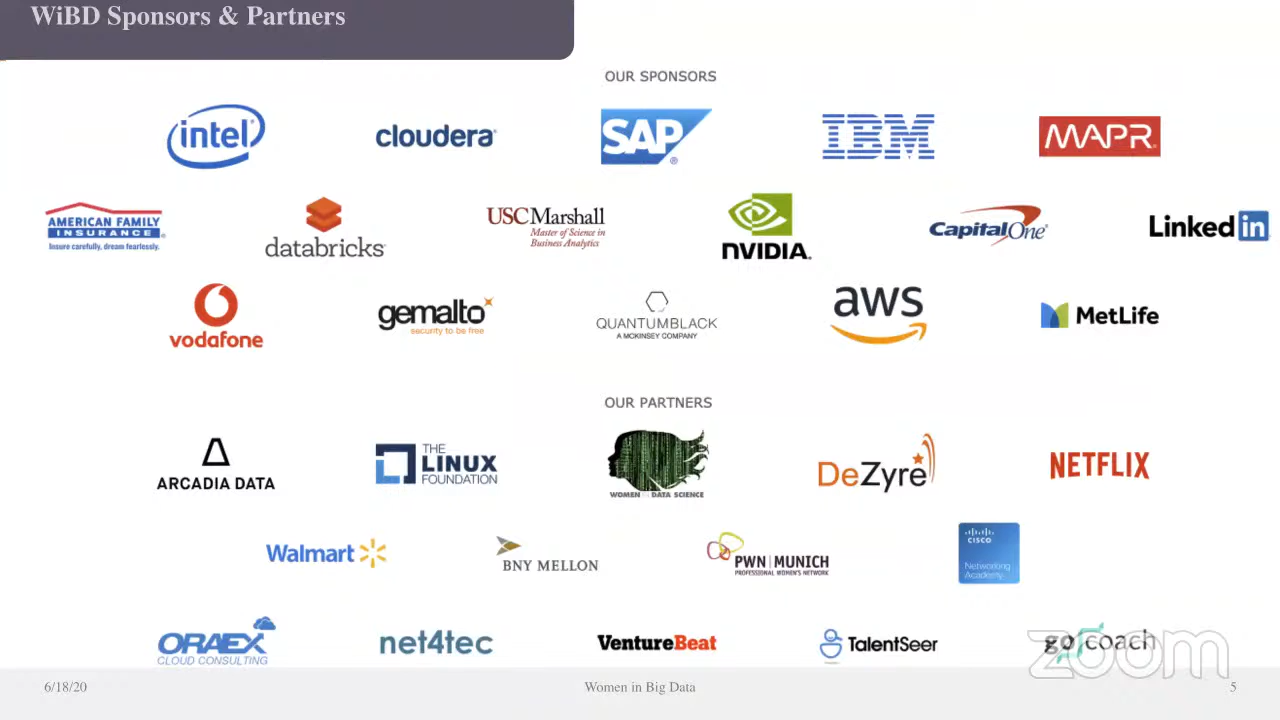 WiBD Sponsors & Partners
OUR SPONSORS
intel
cloudera
SAP
IBM
MAPR
AMERICAN FAMILY
INSURANCE
Insure carefully, dream fearlessly.
databricks
USC Marshall
Master of Science in
Business Analytics
NVIDIA.
Capital One
Linked in
vodafone
gemalto
security to be free
QUANTUMBLACK
A MCKINSEY COMPANY
aws
MetLife
OUR PARTNERS
ARCADIA DATA
THE
LINUX
FOUNDATION
WOMEN IN DATA SCIENCE
DeZyre
NETFLIX
Walmart
BNY MELLON
PWN | MUNICH
PROFESSIONAL WOMEN'S NETWORK
CISCO
Networking
Academy
ORAEX
CLOUD CONSULTING
net4tec
VentureBeat
TalentSeer
go coach
zoom
6/18/20
Women in Big Data
5